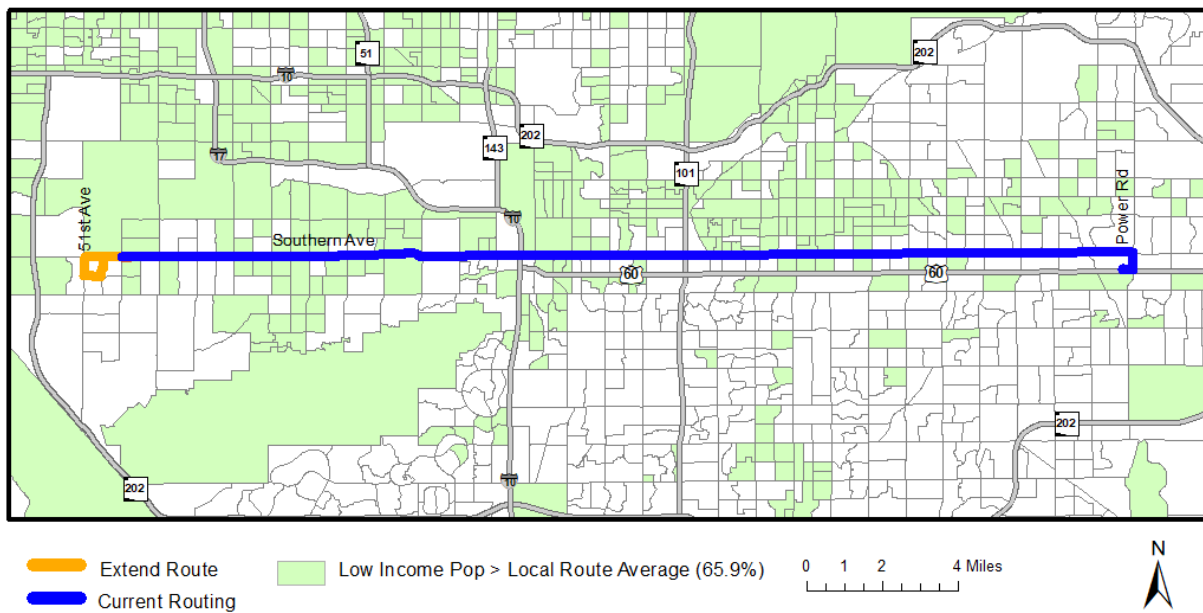 51
202
10
202
143
17
101
51st Ave
Power Rd
10
Southern Ave
60
60
202
10
202
Extend Route
Current Routing
Low Income Pop > Local Route Average (65.9%)
0 1 2 4 Miles
N